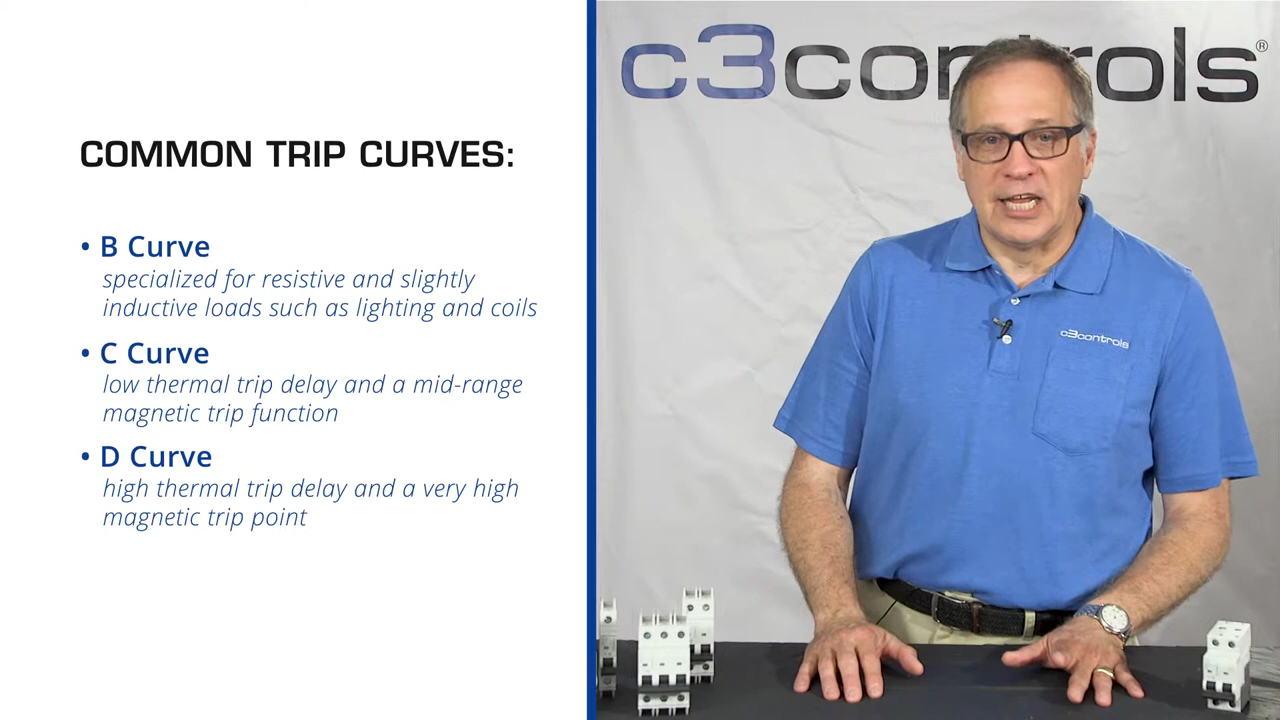 COMMON TRIP CURVES:
• B Curve
specialized for resistive and slightly
inductive loads such as lighting and coils
• C Curve
low thermal trip delay and a mid-range
magnetic trip function
• D Curve
high thermal trip delay and a very high
magnetic trip point
c3controls®
c3controls